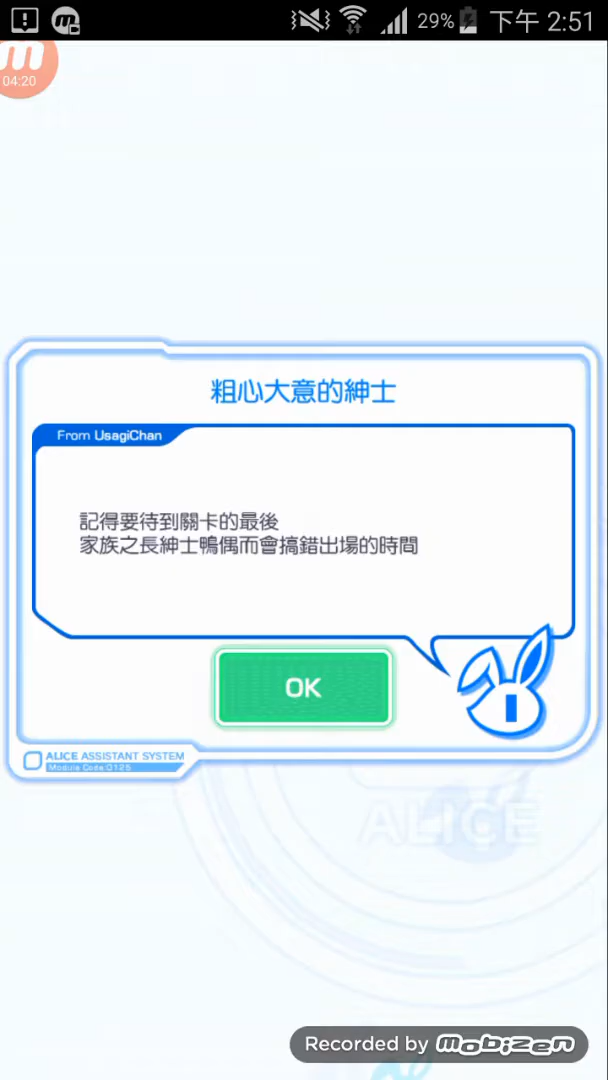 29% 下午 2:51
04:20
粗心大意的紳士
From UsagiChan
記得要待到關卡的最後
家族之長紳士鴨偶而會搞錯出場的時間
OK
ALICE ASSISTANT SYSTEM
Module Code:0125
ALICE
Recorded by mobizen